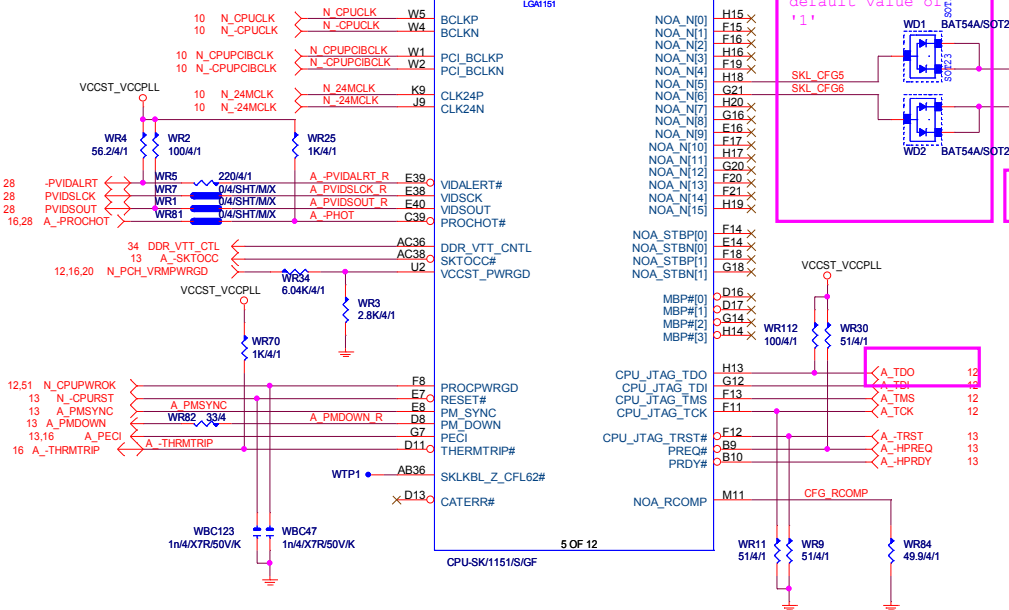 LGA1151
default value of
'1'
10 N_CPUCLK N_CPUCLK W5 BCLKP
10 N_-CPUCLK N_-CPUCLK W4 BCLKN
10 N_CPUPCIBCLK N_CPUPCIBCLK W1 PCI_BCLKP
10 N_-CPUPCIBCLK N_-CPUPCIBCLK W2 PCI_BCLKN
10 N_24MCLK N_24MCLK K9 CLK24P
10 N_-24MCLK N_-24MCLK J9 CLK24N
VCCST_VCCPLL
WR4
56.2/4/1
WR2
100/4/1
WR25
1K/4/1
28 -PVIDALRT WR5 220/4/1 A_-PVIDALRT_R E39 VIDALERT#
28 PVIDSLCK WR7 0/4/SHT/M/X A_PVIDSLCK_R E38 VIDSCK
28 PVIDSOUT WR1 0/4/SHT/M/X A_PVIDSOUT_R E40 VIDSOUT
16,28 A_-PROCHOT WR81 0/4/SHT/M/X A_-PHOT C39 PROCHOT#
34 DDR_VTT_CTL AC36 DDR_VTT_CNTL
13 A_-SKTOCC AC38 SKTOCC#
12,16,20 N_PCH_VRMPWRGD U2 VCCST_PWRGD
WR34
6.04K/4/1
VCCST_VCCPLL
WR3
2.8K/4/1
WR70
1K/4/1
12,51 N_CPUPWROK F8 PROCPWRGD
13 N_-CPURST E7 RESET#
13 A_PMSYNC A_PMSYNC E8 PM_SYNC
13 A_PMDOWN WR82 33/4 A_PMDOWN_R D8 PM_DOWN
13,16 A_PECI G7 PECI
16 A_-THRMTRIP A_-THRMTRIP D11 THERMTRIP#
WTP1 AB36 SKLKBL_Z_CFL62#
D13 CATERR#
WBC123
1n/4/X7R/50V/K
WBC47
1n/4/X7R/50V/K
NOA_N[0] H15
NOA_N[1] F15
NOA_N[2] F16
NOA_N[3] H16
NOA_N[4] F19
NOA_N[5] H18 SKL_CFG5
NOA_N[6] G21 SKL_CFG6
NOA_N[7] H20
NOA_N[8] G16
NOA_N[9] E16
NOA_N[10] F17
NOA_N[11] H17
NOA_N[12] G20
NOA_N[13] F20
NOA_N[14] F21
NOA_N[15] H19
WD1 BAT54A/SOT2
SOT23
SOT
WD2 BAT54A/SOT2
NOA_STBP[0] F14
NOA_STBN[0] E14
NOA_STBP[1] F18
NOA_STBN[1] G18
MBP#[0] D16
MBP#[1] D17
MBP#[2] G14
MBP#[3] H14
VCCST_VCCPLL
WR112
100/4/1
WR30
51/4/1
CPU_JTAG_TDO H13 A_TDO 12
CPU_JTAG_TDI G12 A_TDI 12
CPU_JTAG_TMS F13 A_TMS 12
CPU_JTAG_TCK F11 A_TCK 12
CPU_JTAG_TRST# F12 A_-TRST 13
PREQ# B9 A_-HPREQ 13
PRDY# B10 A_-HPRDY 13
NOA_RCOMP M11 CFG_RCOMP
WR11
51/4/1
WR9
51/4/1
WR84
49.9/4/1
5 OF 12
CPU-SK/1151/S/GF